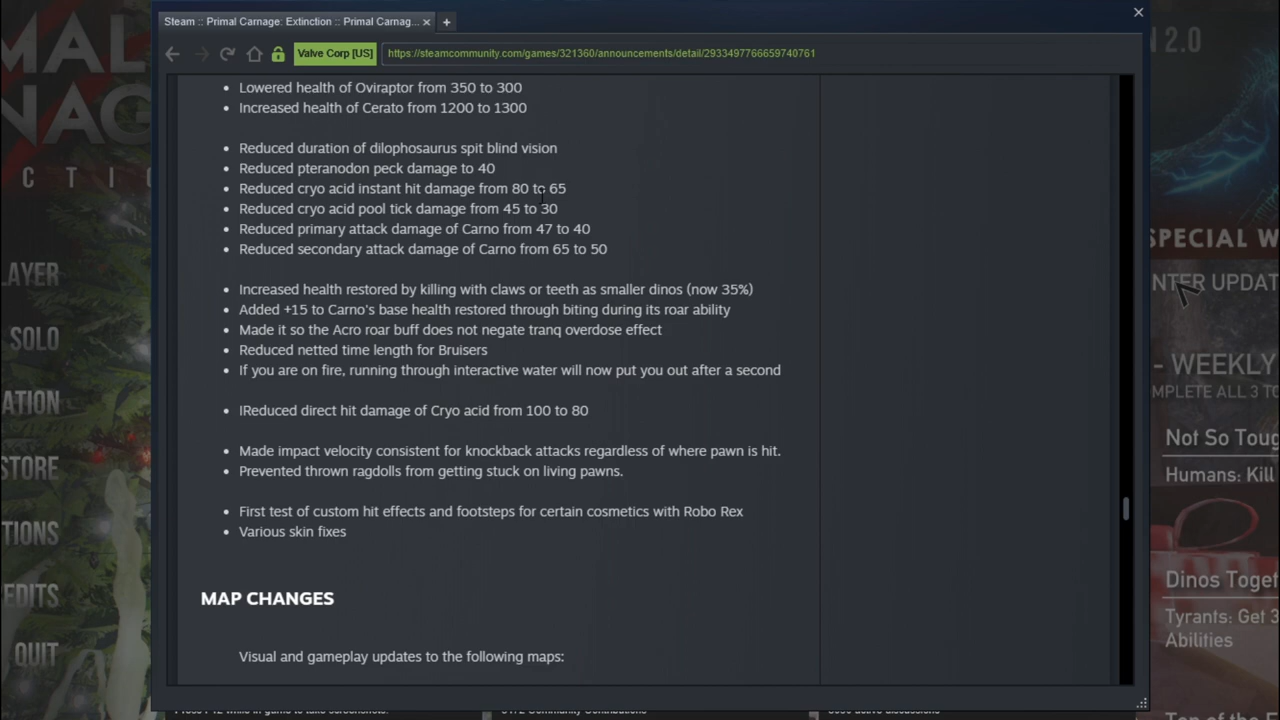 Steam :: Primal Carnage: Extinction :: Primal Carnag...
Valve Corp [US]
https://steamcommunity.com/games/321360/announcements/detail/2933497766659740761
Lowered health of Oviraptor from 350 to 300
Increased health of Cerato from 1200 to 1300
Reduced duration of dilophosaurus spit blind vision
Reduced pteranodon peck damage to 40
Reduced cryo acid instant hit damage from 80 to 65
Reduced cryo acid pool tick damage from 45 to 30
Reduced primary attack damage of Carno from 47 to 40
Reduced secondary attack damage of Carno from 65 to 50
Increased health restored by killing with claws or teeth as smaller dinos (now 35%)
Added +15 to Carno's base health restored through biting during its roar ability
Made it so the Acro roar buff does not negate tranq overdose effect
Reduced netted time length for Bruisers
If you are on fire, running through interactive water will now put you out after a second
lReduced direct hit damage of Cryo acid from 100 to 80
Made impact velocity consistent for knockback attacks regardless of where pawn is hit.
Prevented thrown ragdolls from getting stuck on living pawns.
First test of custom hit effects and footsteps for certain cosmetics with Robo Rex
Various skin fixes
MAP CHANGES
Visual and gameplay updates to the following maps:
MAL
NAG
C T I
LAYER
SOLO
ATION
STORE
TIONS
EDITS
QUIT
N 2.0
SPECIAL W
NTER UPDAT
- WEEKLY
MPLETE ALL 3 TO
Not So Toug
Humans: Kill
Dinos Toget
Tyrants: Get 3
Abilities